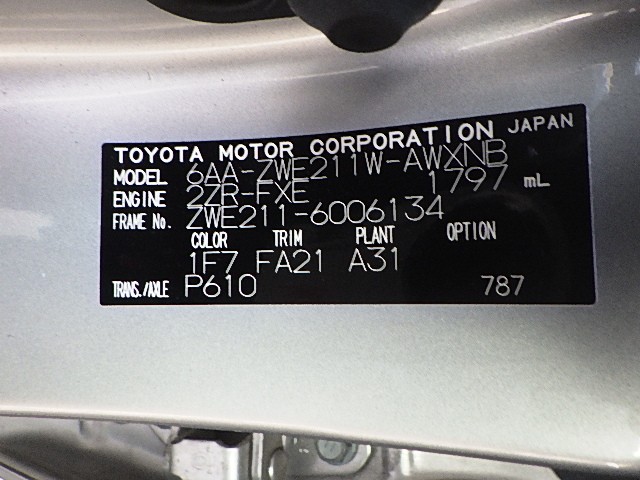 TOYOTA MOTOR CORPORATION JAPAN
MODEL 6AA-ZWE211W-AWXNB
ENGINE 2ZR-FXE 1797 mL
FRAME No. ZWE211-6006134
COLOR TRIM PLANT OPTION
1F7 FA21 A31
TRANS./AXLE P610 787